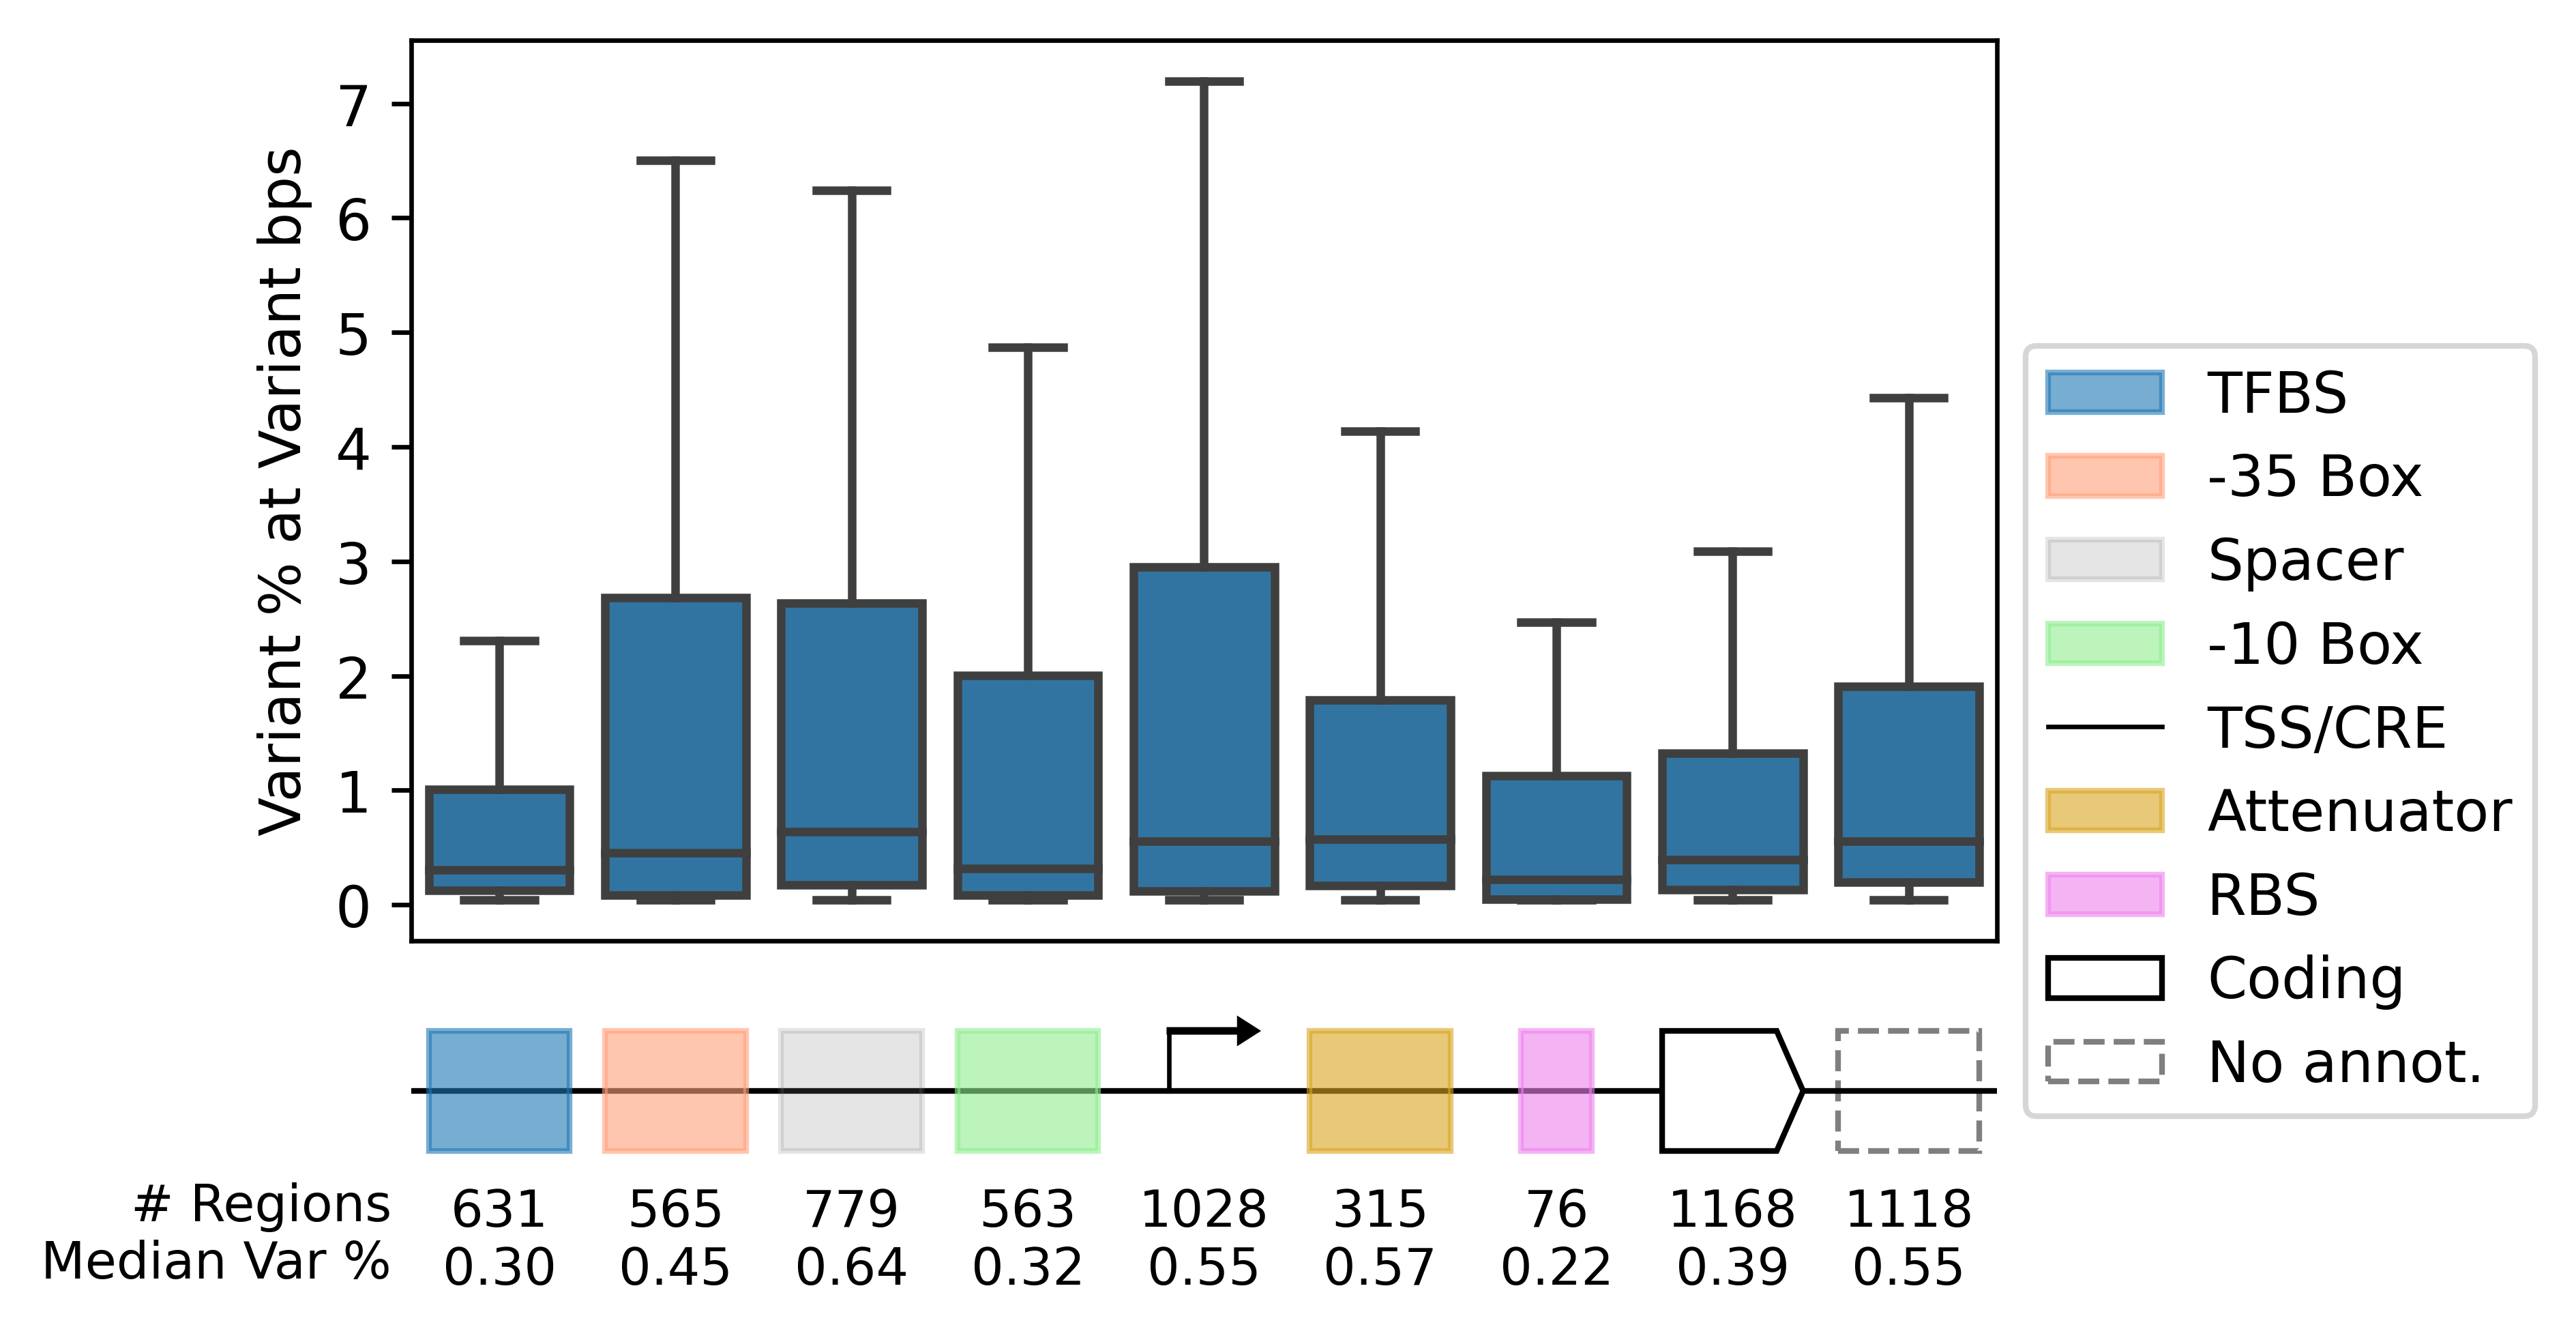 Variant % at Variant bps
7
6
5
4
3
2
1
0
TFBS
-35 Box
Spacer
-10 Box
TSS/CRE
Attenuator
RBS
Coding
No annot.
# Regions 631 565 779 563 1028 315 76 1168 1118
Median Var % 0.30 0.45 0.64 0.32 0.55 0.57 0.22 0.39 0.55